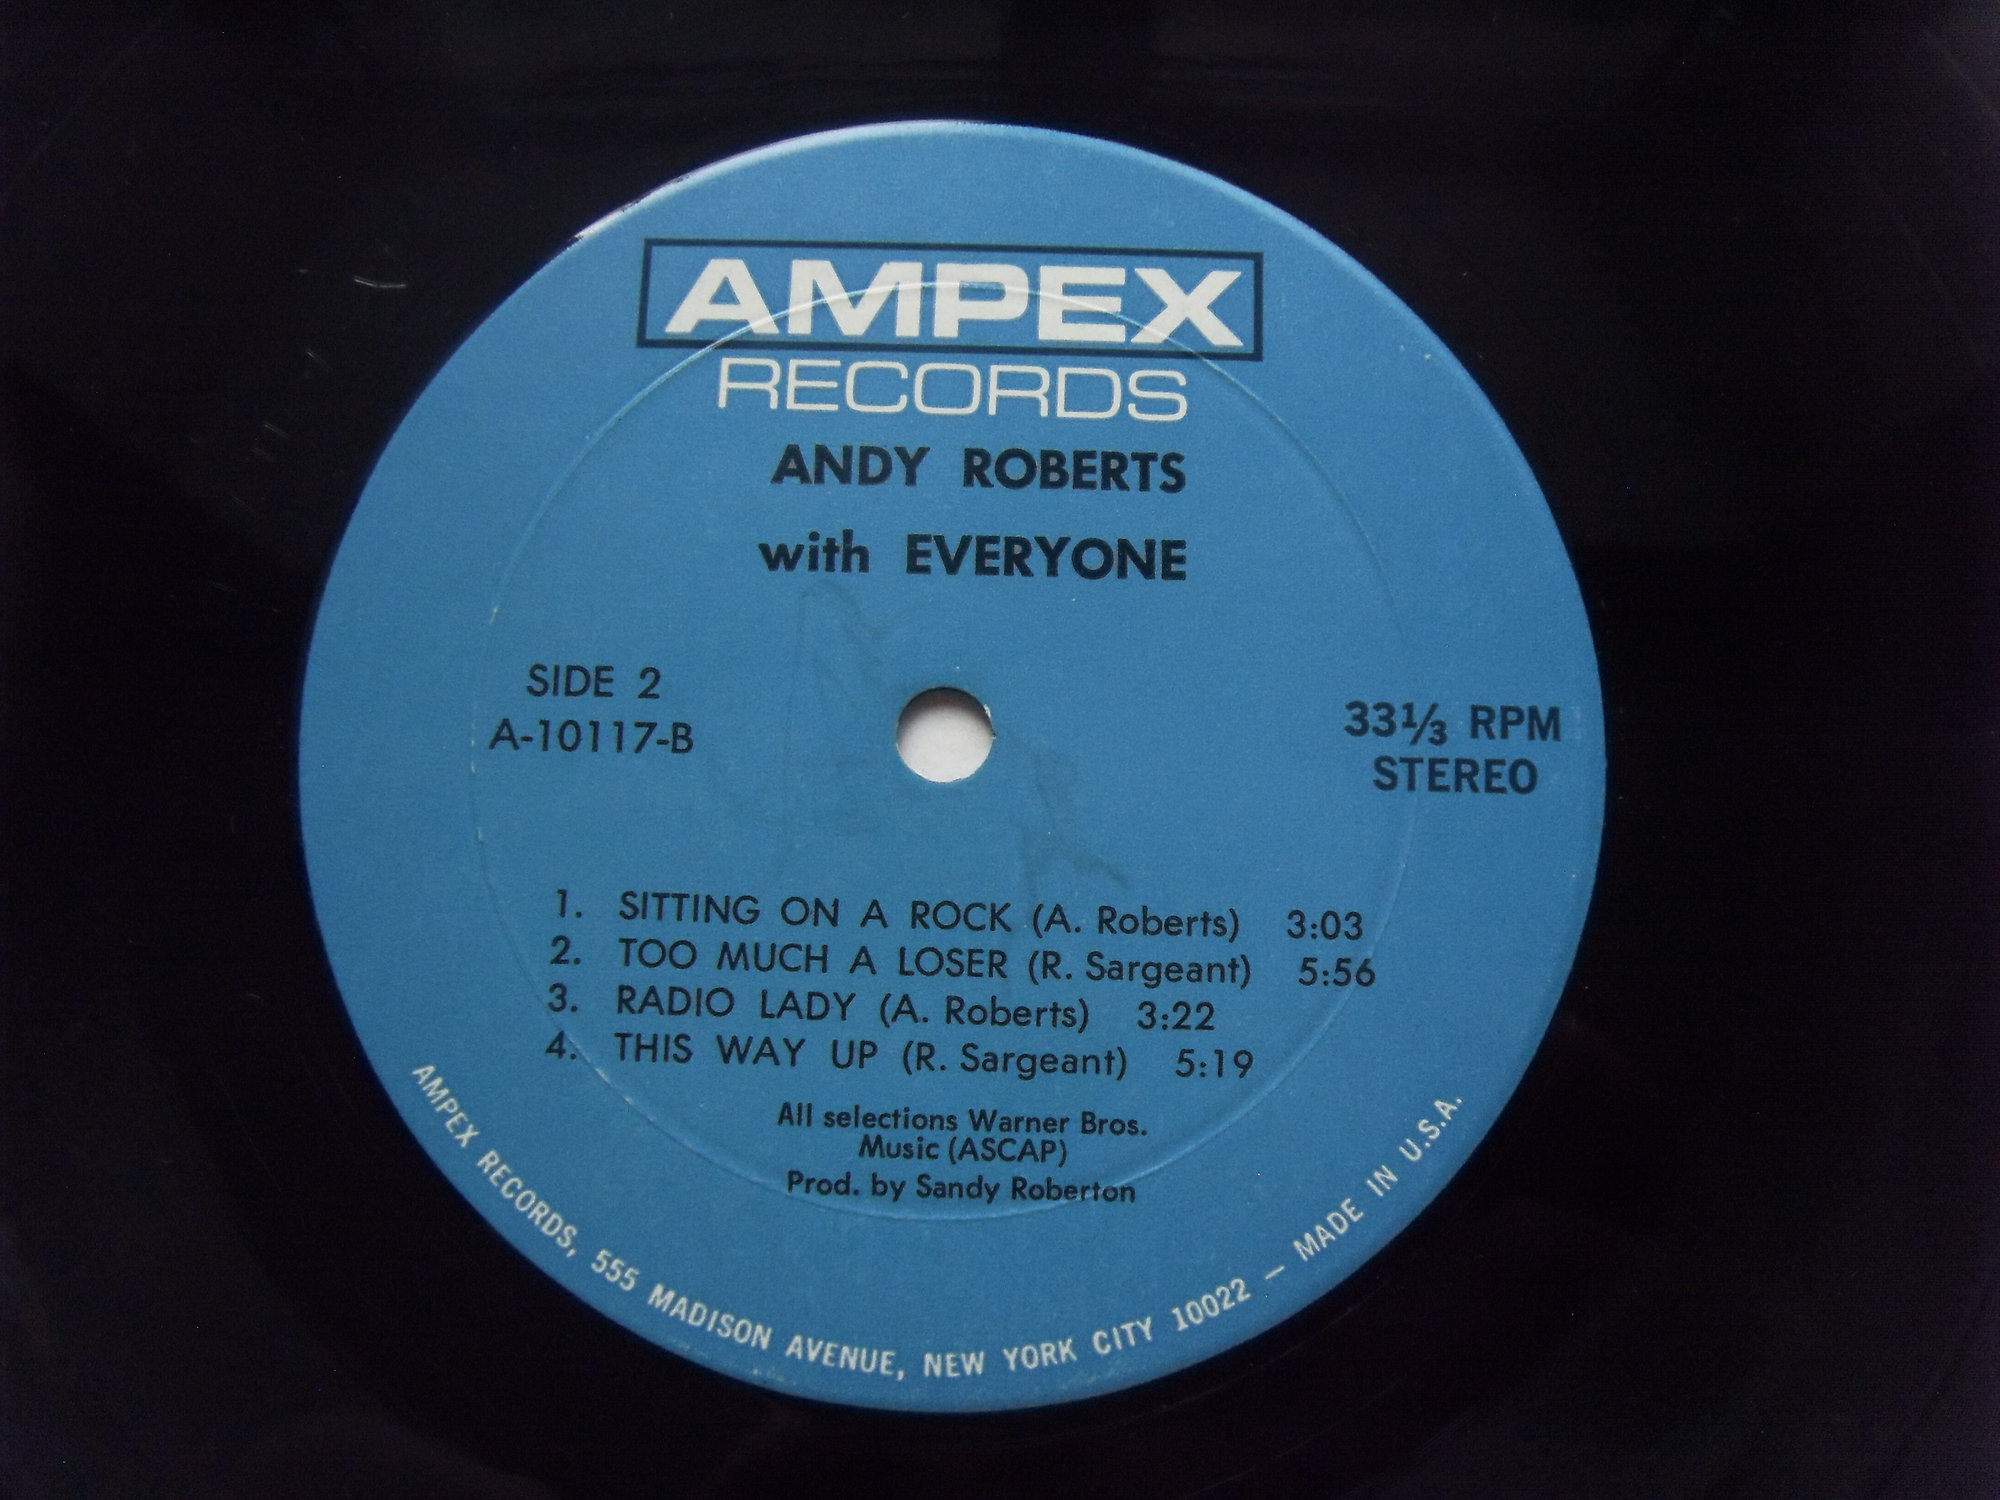 AMPEX
RECORDS
ANDY ROBERTS
with EVERYONE
SIDE 2
A-10117-B
33⅓ RPM
STEREO
1. SITTING ON A ROCK (A. Roberts) 3:03
2. TOO MUCH A LOSER (R. Sargeant) 5:56
3. RADIO LADY (A. Roberts) 3:22
4. THIS WAY UP (R. Sargeant) 5:19
All selections Warner Bros.
Music (ASCAP)
Prod. by Sandy Roberton
AMPEX RECORDS, 555 MADISON AVENUE, NEW YORK CITY 10022 — MADE IN U.S.A.